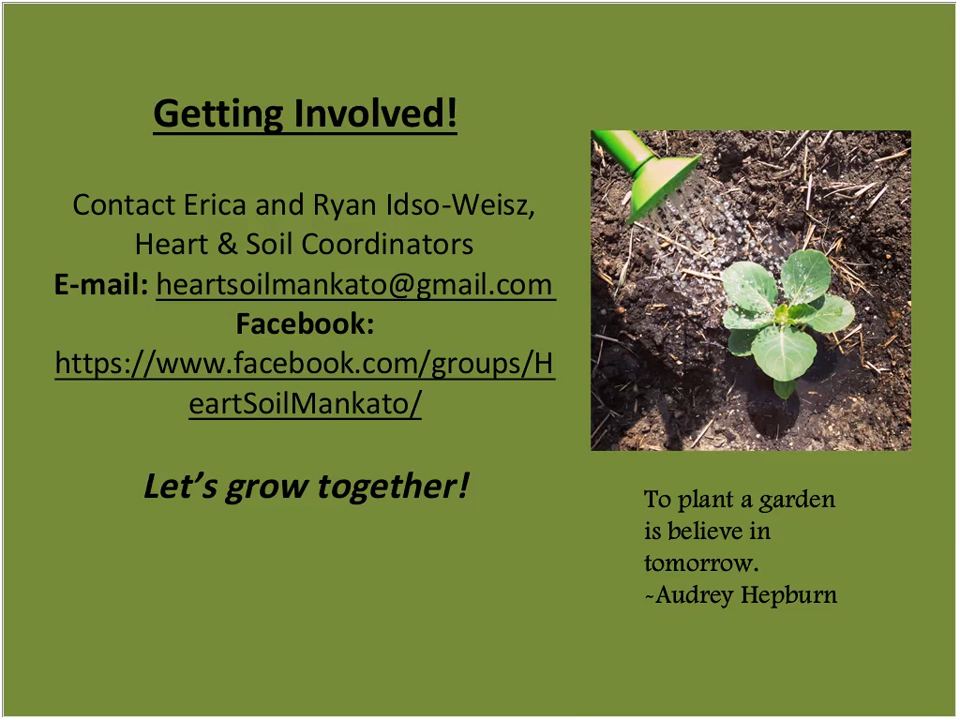 Getting Involved!
Contact Erica and Ryan Idso-Weisz,
Heart & Soil Coordinators
E-mail: heartsoilmankato@gmail.com
Facebook:
https://www.facebook.com/groups/H
eartSoilMankato/
Let’s grow together!
To plant a garden
is believe in
tomorrow.
-Audrey Hepburn